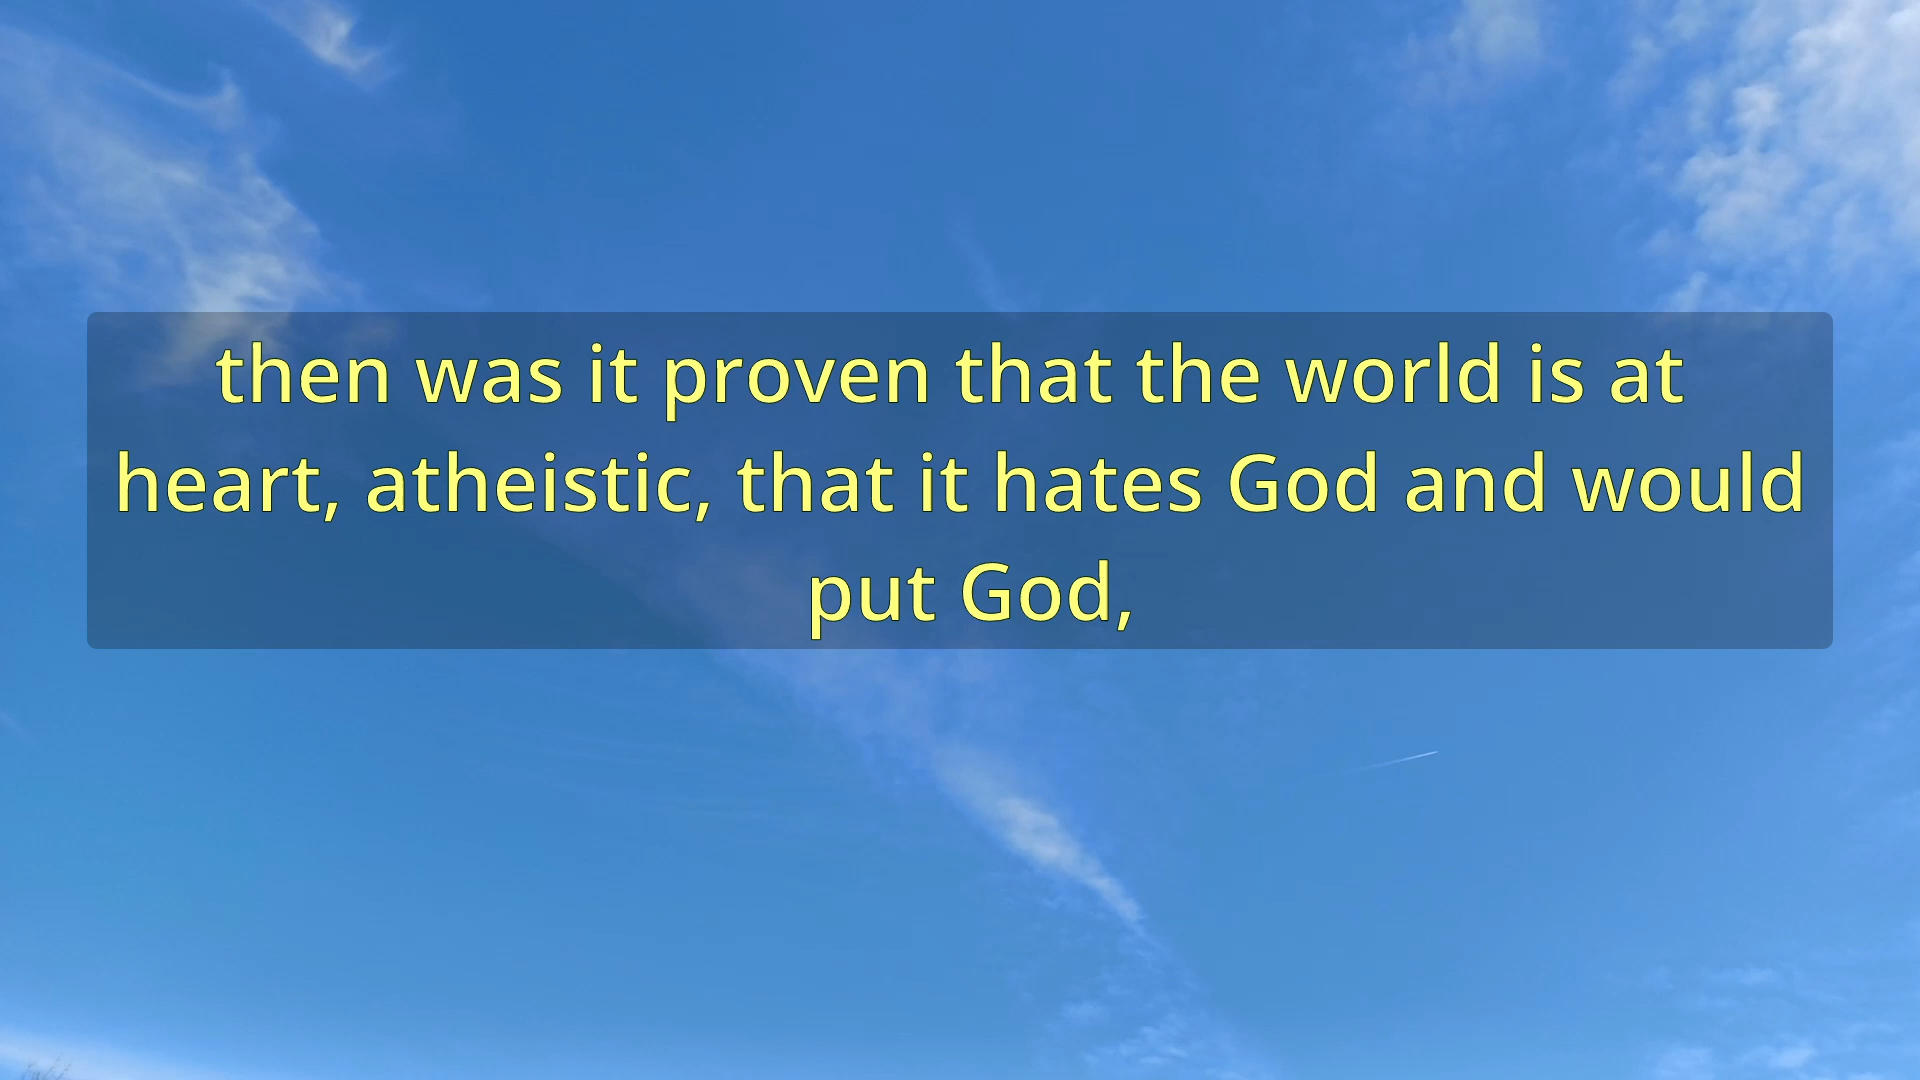 then was it proven that the world is at
heart, atheistic, that it hates God and would
put God,